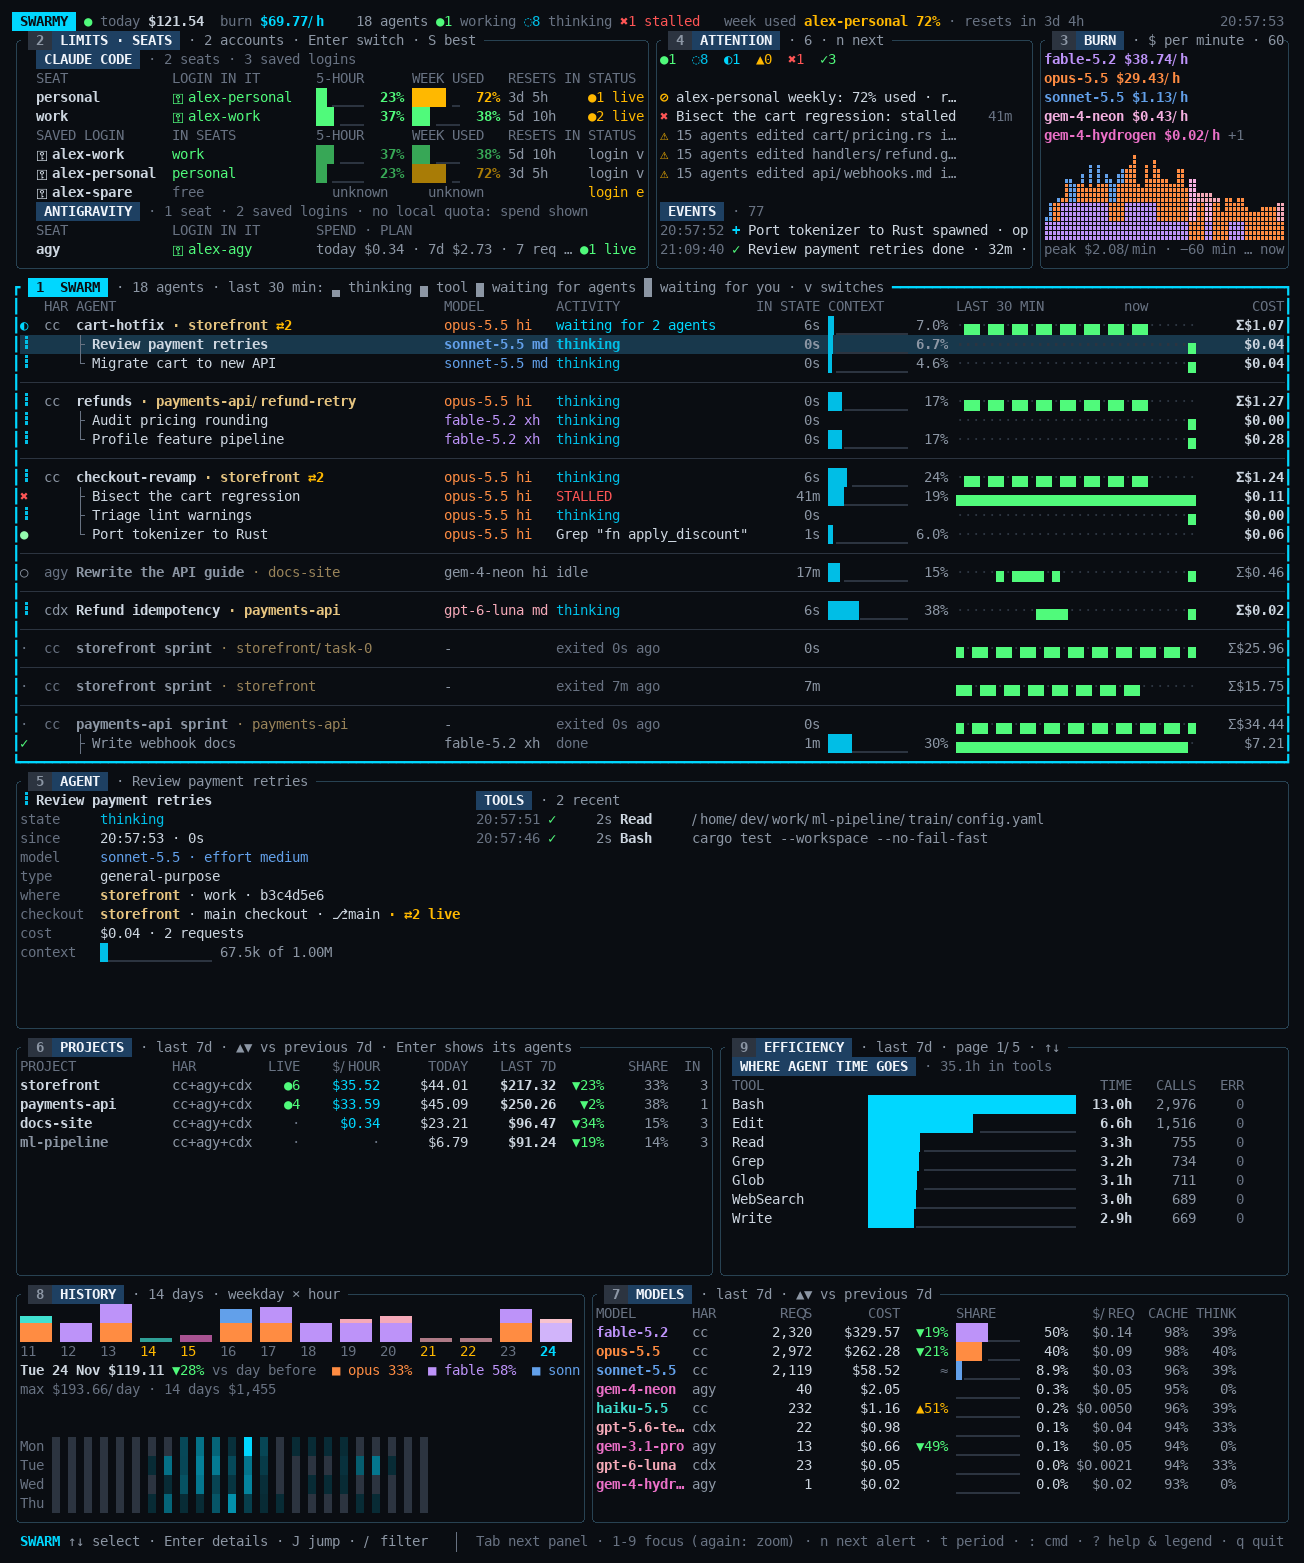 SWARMY ● today $121.54 burn $69.77/h 18 agents ●1 working ◌8 thinking ✖1 stalled week used alex-personal 72% · resets in 3d 4h 20:57:53
2 LIMITS · SEATS · 2 accounts · Enter switch · S best
CLAUDE CODE · 2 seats · 3 saved logins
SEAT LOGIN IN IT 5-HOUR WEEK USED RESETS IN STATUS
personal ⚿ alex-personal 23% 72% 3d 5h ●1 live
work ⚿ alex-work 37% 38% 5d 10h ●2 live
SAVED LOGIN IN SEATS 5-HOUR WEEK USED RESETS IN STATUS
⚿ alex-work work 37% 38% 5d 10h login v
⚿ alex-personal personal 23% 72% 3d 5h login v
⚿ alex-spare free unknown unknown login e
ANTIGRAVITY · 1 seat · 2 saved logins · no local quota: spend shown
SEAT LOGIN IN IT SPEND · PLAN
agy ⚿ alex-agy today $0.34 · 7d $2.73 · 7 req … ●1 live
4 ATTENTION · 6 · n next
●1 ◌8 ◐1 ▲0 ✖1 ✓3
⊘ alex-personal weekly: 72% used · r…
✖ Bisect the cart regression: stalled 41m
⚠ 15 agents edited cart/pricing.rs i…
⚠ 15 agents edited handlers/refund.g…
⚠ 15 agents edited api/webhooks.md i…
EVENTS · 77
20:57:52 + Port tokenizer to Rust spawned · op
21:09:40 ✓ Review payment retries done · 32m ·
3 BURN · $ per minute · 60
fable-5.2 $38.74/h
opus-5.5 $29.43/h
sonnet-5.5 $1.13/h
gem-4-neon $0.43/h
gem-4-hydrogen $0.02/h +1
peak $2.08/min · −60 min … now
1 SWARM · 18 agents · last 30 min: thinking tool waiting for agents waiting for you · v switches
HAR AGENT MODEL ACTIVITY IN STATE CONTEXT LAST 30 MIN now COST
◐ cc cart-hotfix · storefront ⇄2 opus-5.5 hi waiting for 2 agents 6s 7.0% Σ$1.07
├ Review payment retries sonnet-5.5 md thinking 0s 6.7% $0.04
└ Migrate cart to new API sonnet-5.5 md thinking 0s 4.6% $0.04
cc refunds · payments-api/refund-retry opus-5.5 hi thinking 0s 17% Σ$1.27
├ Audit pricing rounding fable-5.2 xh thinking 0s $0.00
└ Profile feature pipeline fable-5.2 xh thinking 0s 17% $0.28
cc checkout-revamp · storefront ⇄2 opus-5.5 hi thinking 6s 24% Σ$1.24
✖ ├ Bisect the cart regression opus-5.5 hi STALLED 41m 19% $0.11
├ Triage lint warnings opus-5.5 hi thinking 0s $0.00
● └ Port tokenizer to Rust opus-5.5 hi Grep "fn apply_discount" 1s 6.0% $0.06
○ agy Rewrite the API guide · docs-site gem-4-neon hi idle 17m 15% Σ$0.46
cdx Refund idempotency · payments-api gpt-6-luna md thinking 6s 38% Σ$0.02
· cc storefront sprint · storefront/task-0 - exited 0s ago 0s Σ$25.96
· cc storefront sprint · storefront - exited 7m ago 7m Σ$15.75
· cc payments-api sprint · payments-api - exited 0s ago 0s Σ$34.44
✓ ├ Write webhook docs fable-5.2 xh done 1m 30% $7.21
5 AGENT · Review payment retries
Review payment retries
state thinking
since 20:57:53 · 0s
model sonnet-5.5 · effort medium
type general-purpose
where storefront · work · b3c4d5e6
checkout storefront · main checkout · ⎇main · ⇄2 live
cost $0.04 · 2 requests
context 67.5k of 1.00M
TOOLS · 2 recent
20:57:51 ✓ 2s Read /home/dev/work/ml-pipeline/train/config.yaml
20:57:46 ✓ 2s Bash cargo test --workspace --no-fail-fast
6 PROJECTS · last 7d · ▲▼ vs previous 7d · Enter shows its agents
PROJECT HAR LIVE $/HOUR TODAY LAST 7D SHARE IN
storefront cc+agy+cdx ●6 $35.52 $44.01 $217.32 ▼23% 33% 3
payments-api cc+agy+cdx ●4 $33.59 $45.09 $250.26 ▼2% 38% 1
docs-site cc+agy+cdx · $0.34 $23.21 $96.47 ▼34% 15% 3
ml-pipeline cc+agy+cdx · · $6.79 $91.24 ▼19% 14% 3
9 EFFICIENCY · last 7d · page 1/5 · ↑↓
WHERE AGENT TIME GOES · 35.1h in tools
TOOL TIME CALLS ERR
Bash 13.0h 2,976 0
Edit 6.6h 1,516 0
Read 3.3h 755 0
Grep 3.2h 734 0
Glob 3.1h 711 0
WebSearch 3.0h 689 0
Write 2.9h 669 0
8 HISTORY · 14 days · weekday × hour
11 12 13 14 15 16 17 18 19 20 21 22 23 24
Tue 24 Nov $119.11 ▼28% vs day before ■ opus 33% ■ fable 58% ■ sonn
max $193.66/day · 14 days $1,455
Mon
Tue
Wed
Thu
7 MODELS · last 7d · ▲▼ vs previous 7d
MODEL HAR REQS COST SHARE $/REQ CACHE THINK
fable-5.2 cc 2,320 $329.57 ▼19% 50% $0.14 98% 39%
opus-5.5 cc 2,972 $262.28 ▼21% 40% $0.09 98% 40%
sonnet-5.5 cc 2,119 $58.52 ≈ 8.9% $0.03 96% 39%
gem-4-neon agy 40 $2.05 0.3% $0.05 95% 0%
haiku-5.5 cc 232 $1.16 ▲51% 0.2% $0.0050 96% 39%
gpt-5.6-te… cdx 22 $0.98 0.1% $0.04 94% 33%
gem-3.1-pro agy 13 $0.66 ▼49% 0.1% $0.05 94% 0%
gpt-6-luna cdx 23 $0.05 0.0% $0.0021 94% 33%
gem-4-hydr… agy 1 $0.02 0.0% $0.02 93% 0%
SWARM ↑↓ select · Enter details · J jump · / filter │ Tab next panel · 1-9 focus (again: zoom) · n next alert · t period · : cmd · ? help & legend · q quit